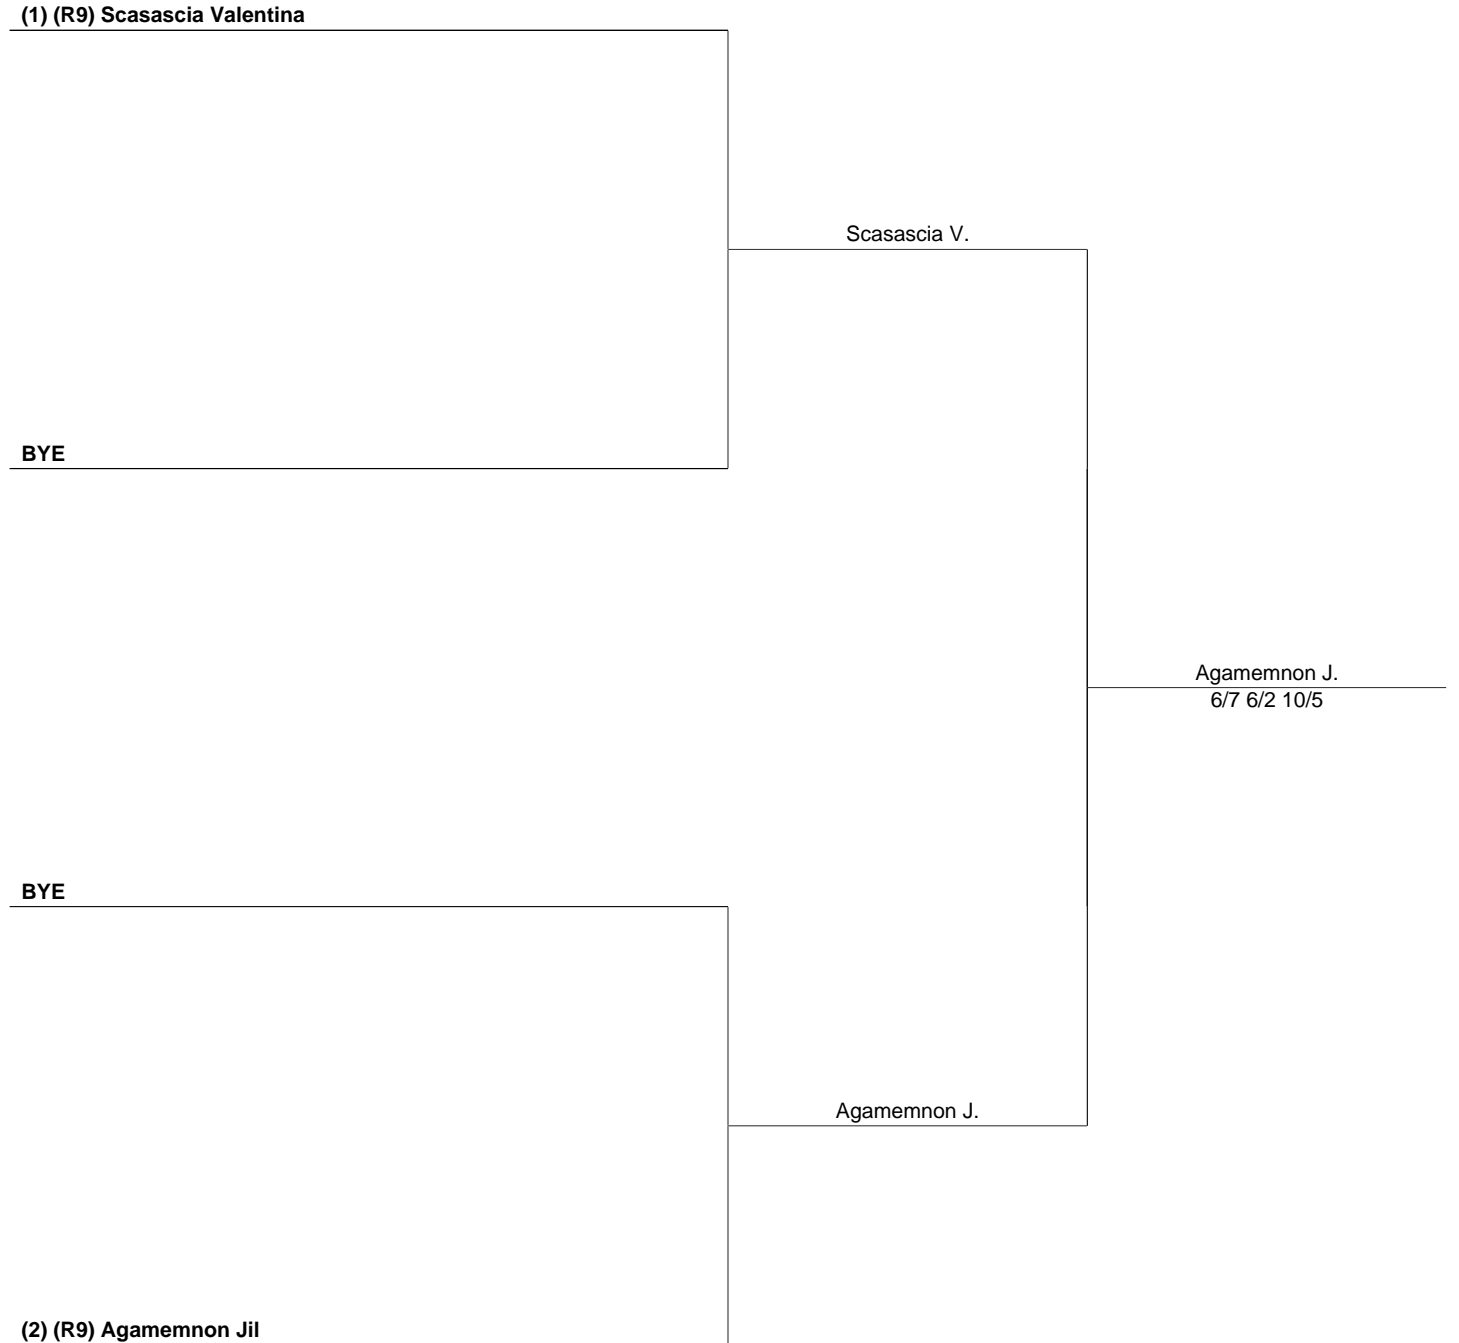 (1) (R9) Scasascia Valentina
Scasascia V.
BYE
Agamemnon J.
6/7 6/2 10/5
BYE
Agamemnon J.
(2) (R9) Agamemnon Jil